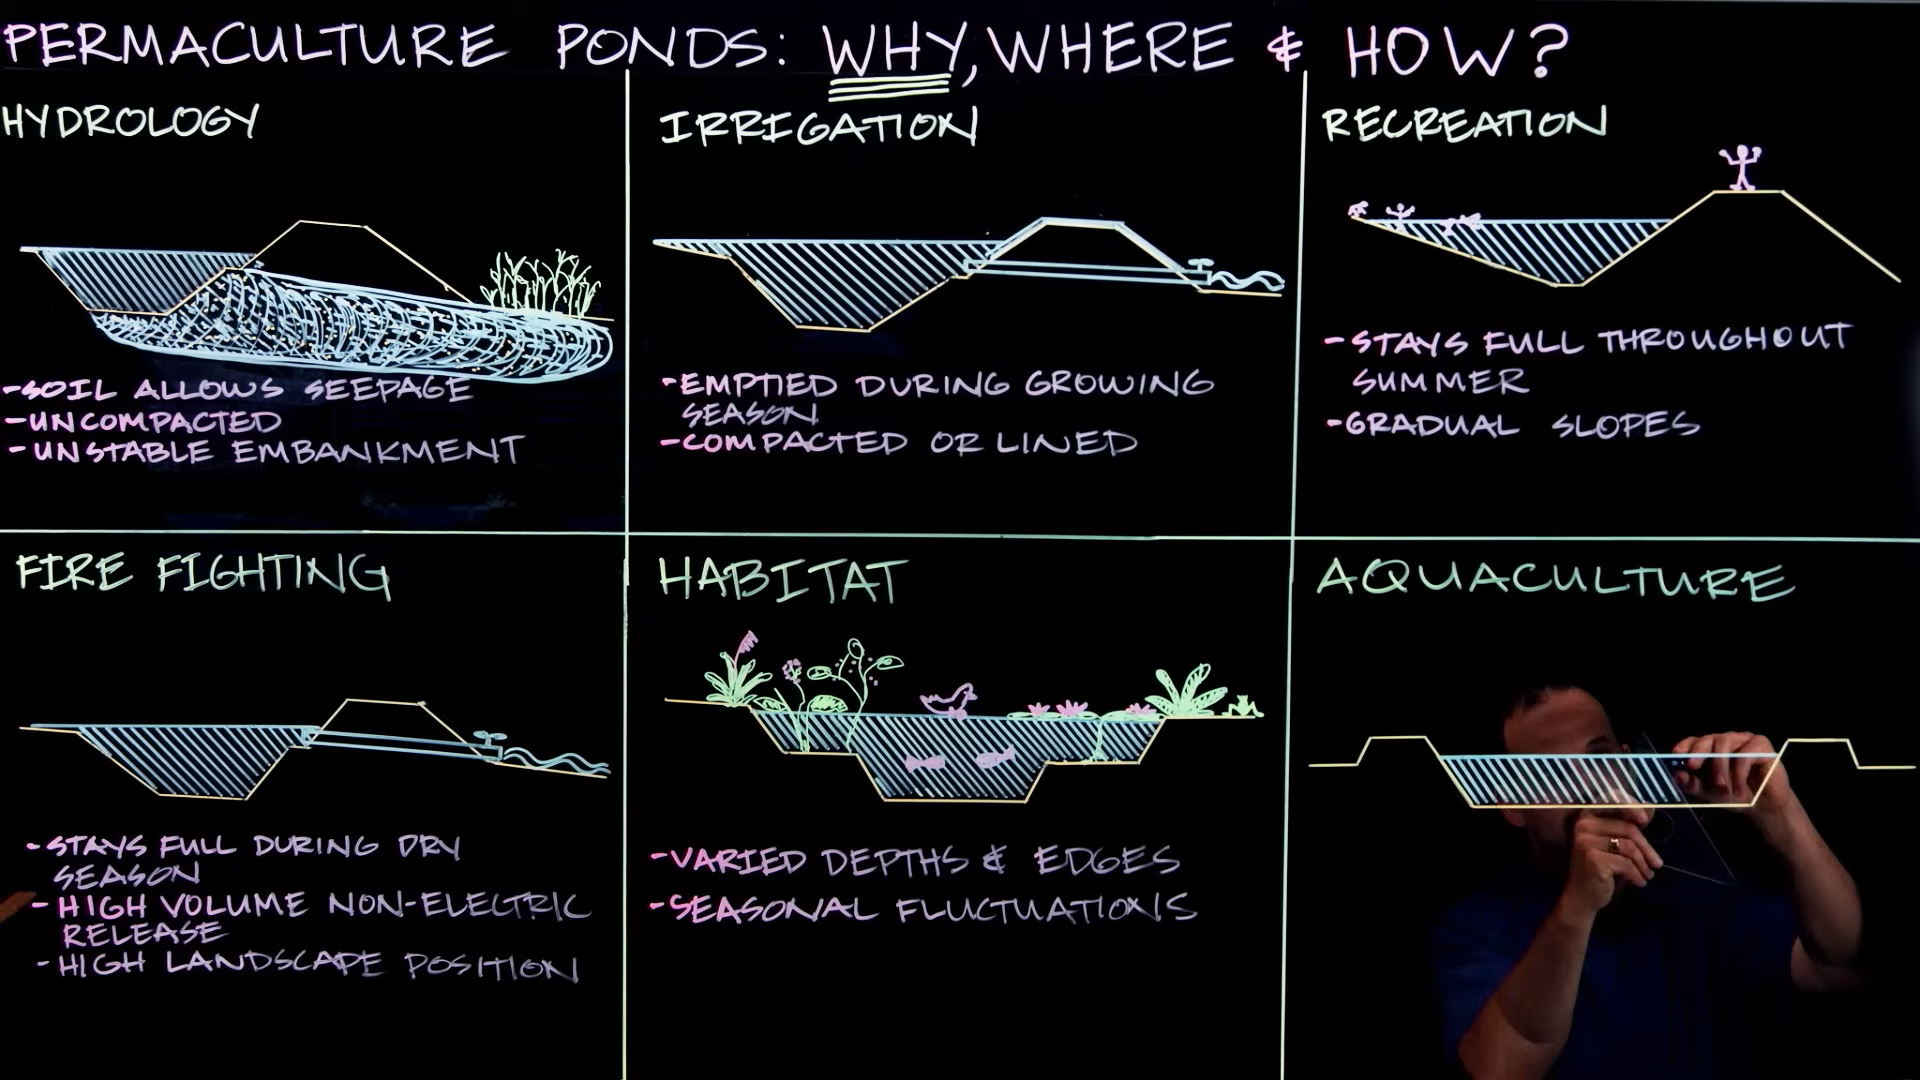 PERMACULTURE PONDS: WHY, WHERE & HOW?
HYDROLOGY
-SOIL ALLOWS SEEPAGE
-UNCOMPACTED
-UNSTABLE EMBANKMENT
IRRIGATION
-EMPTIED DURING GROWING
SEASON
-COMPACTED OR LINED
RECREATION
-STAYS FULL THROUGHOUT
SUMMER
-GRADUAL SLOPES
FIRE FIGHTING
-STAYS FULL DURING DRY
SEASON
-HIGH VOLUME NON-ELECTRIC
RELEASE
-HIGH LANDSCAPE POSITION
HABITAT
-VARIED DEPTHS & EDGES
-SEASONAL FLUCTUATIONS
AQUACULTURE